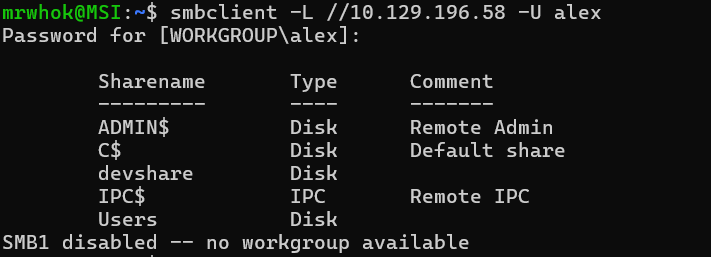 mrwhok@MSI:~$ smbclient -L //10.129.196.58 -U alex
Password for [WORKGROUP\alex]:

        Sharename       Type      Comment
        ---------       ----      -------
        ADMIN$          Disk      Remote Admin
        C$              Disk      Default share
        devshare        Disk
        IPC$            IPC       Remote IPC
        Users           Disk
SMB1 disabled -- no workgroup available